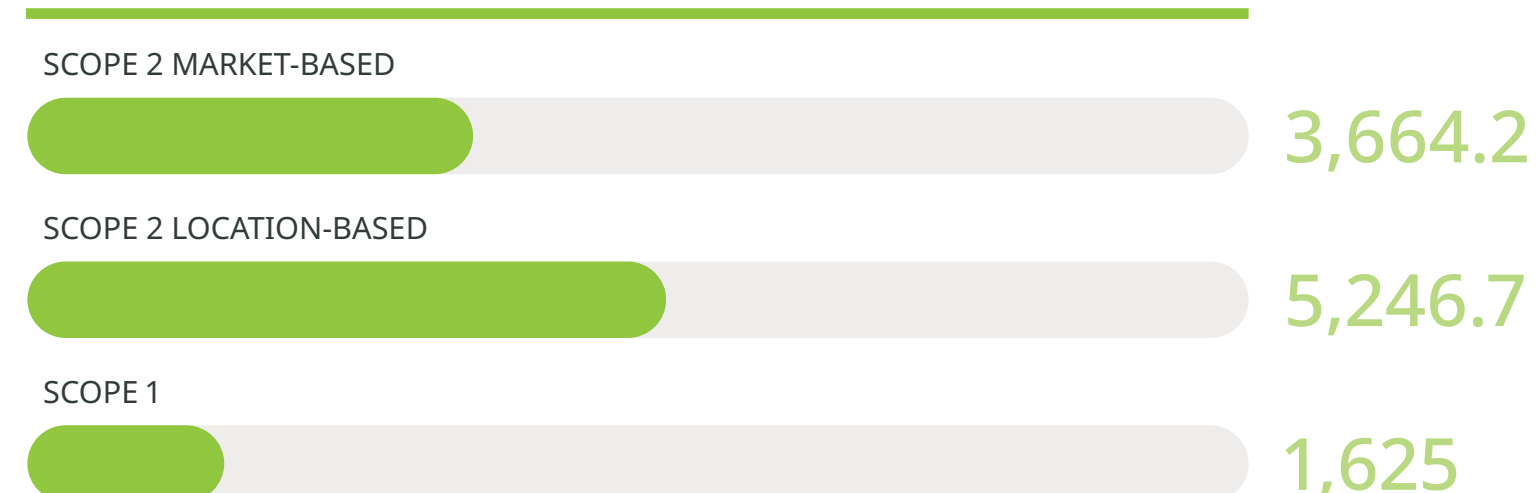 SCOPE 2 MARKET-BASED
3,664.2
SCOPE 2 LOCATION-BASED
5,246.7
SCOPE 1
1,625